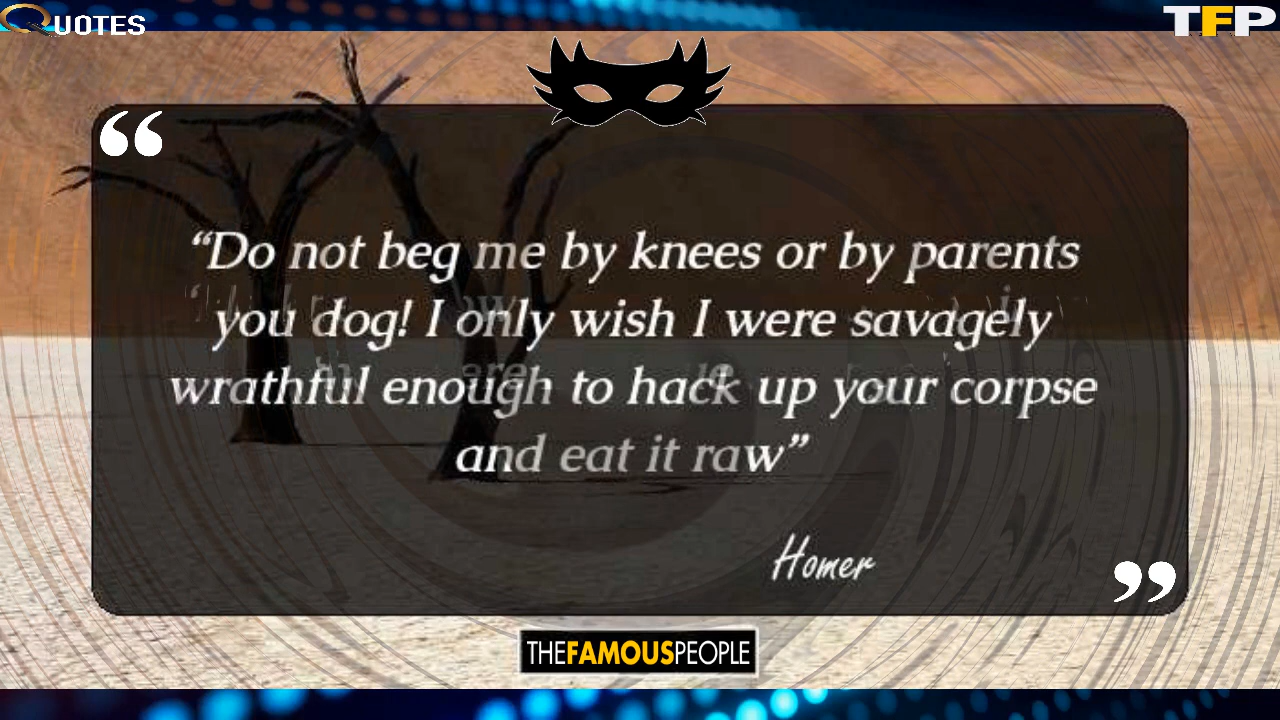 QUOTES
TFP
“
“Do not beg me by knees or by parents
you dog! I only wish I were savagely
wrathful enough to hack up your corpse
and eat it raw”
Homer
”
THEFAMOUSPEOPLE